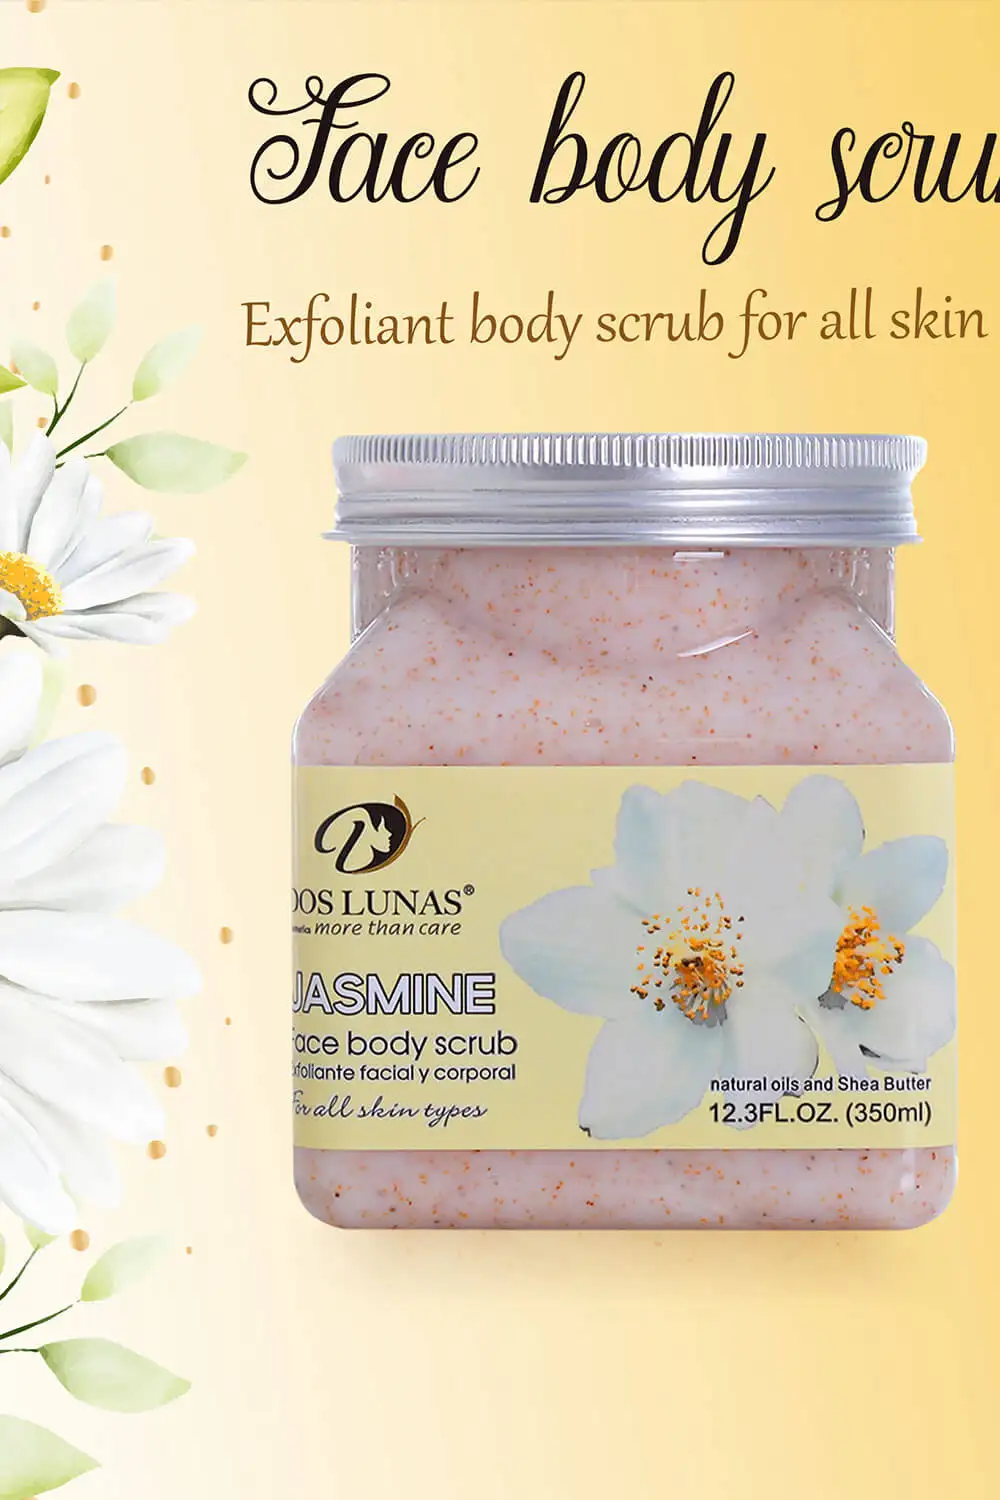 Face body scru
Exfoliant body scrub for all skin
DOS LUNAS®
more than care
JASMINE
Face body scrub
Exfoliante facial y corporal
For all skin types
natural oils and Shea Butter
12.3FL.OZ. (350ml)